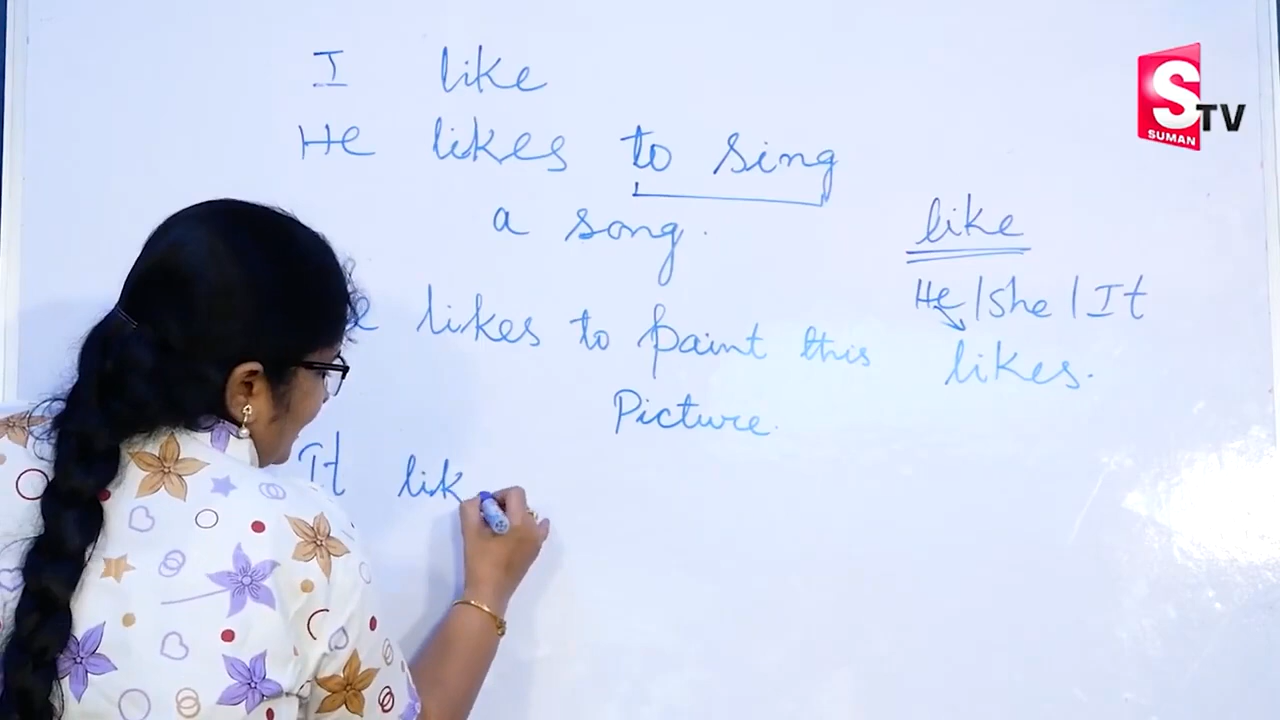 I like
He likes to sing
a song.
likes to paint this
Picture.
It lik
like
He/She/It
likes.
S TV
SUMAN